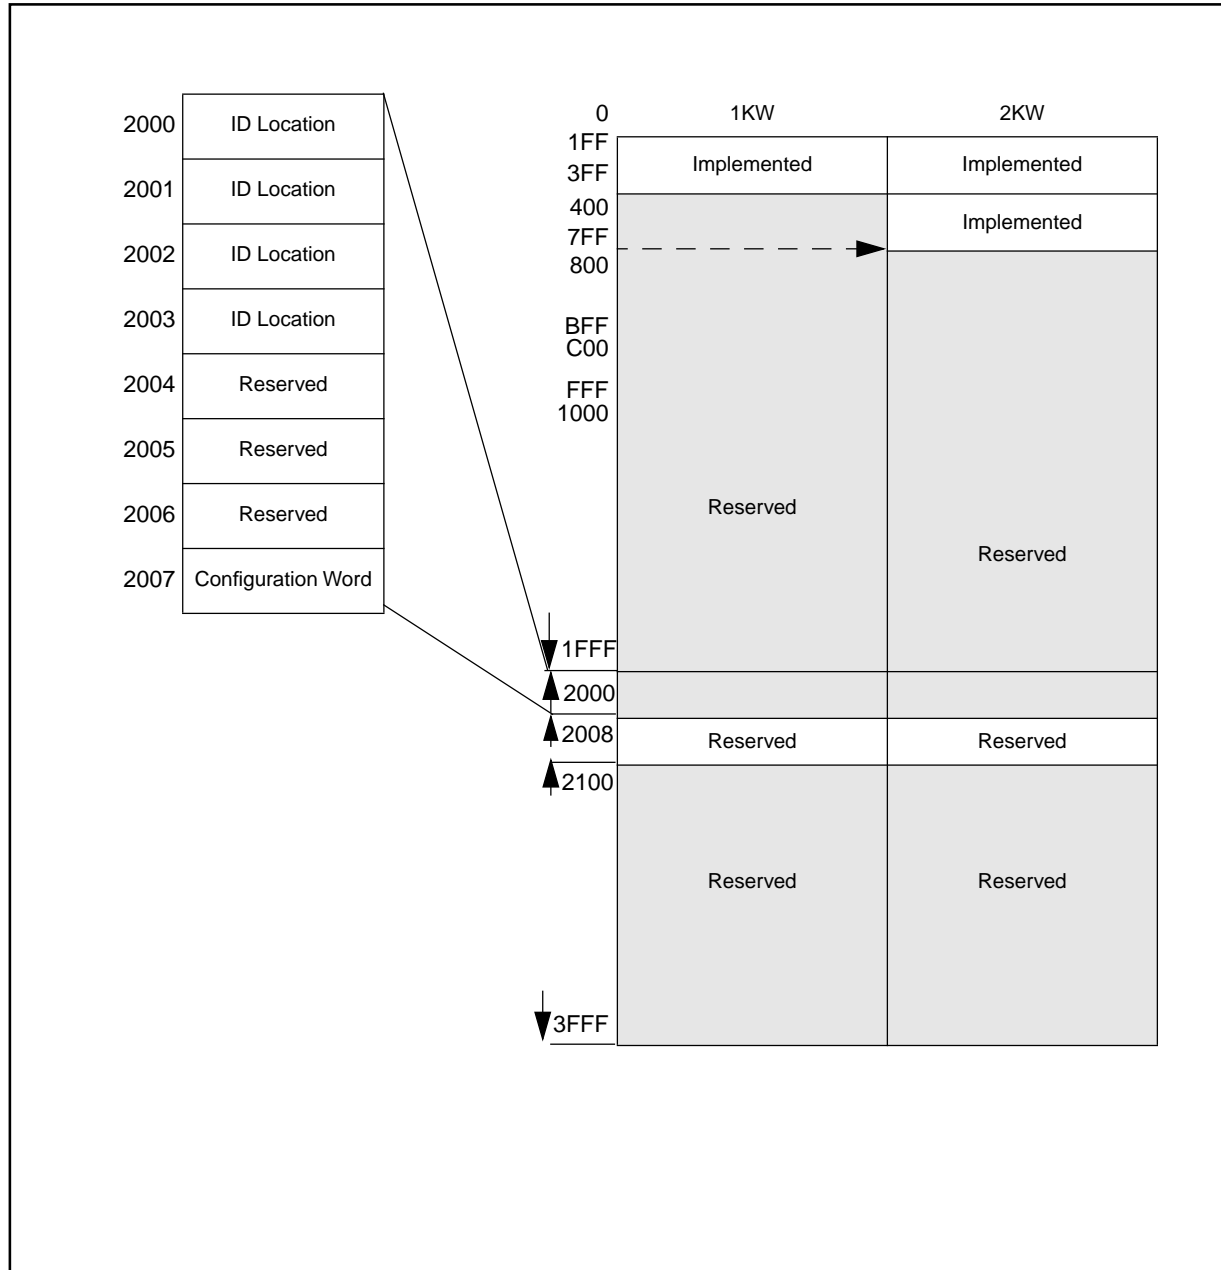 2000 ID Location
2001 ID Location
2002 ID Location
2003 ID Location
2004 Reserved
2005 Reserved
2006 Reserved
2007 Configuration Word
0 1KW 2KW
1FF
Implemented Implemented
3FF
400
Implemented
7FF
800
BFF
C00
FFF
1000
Reserved
Reserved
1FFF
2000
2008 Reserved Reserved
2100
Reserved Reserved
3FFF